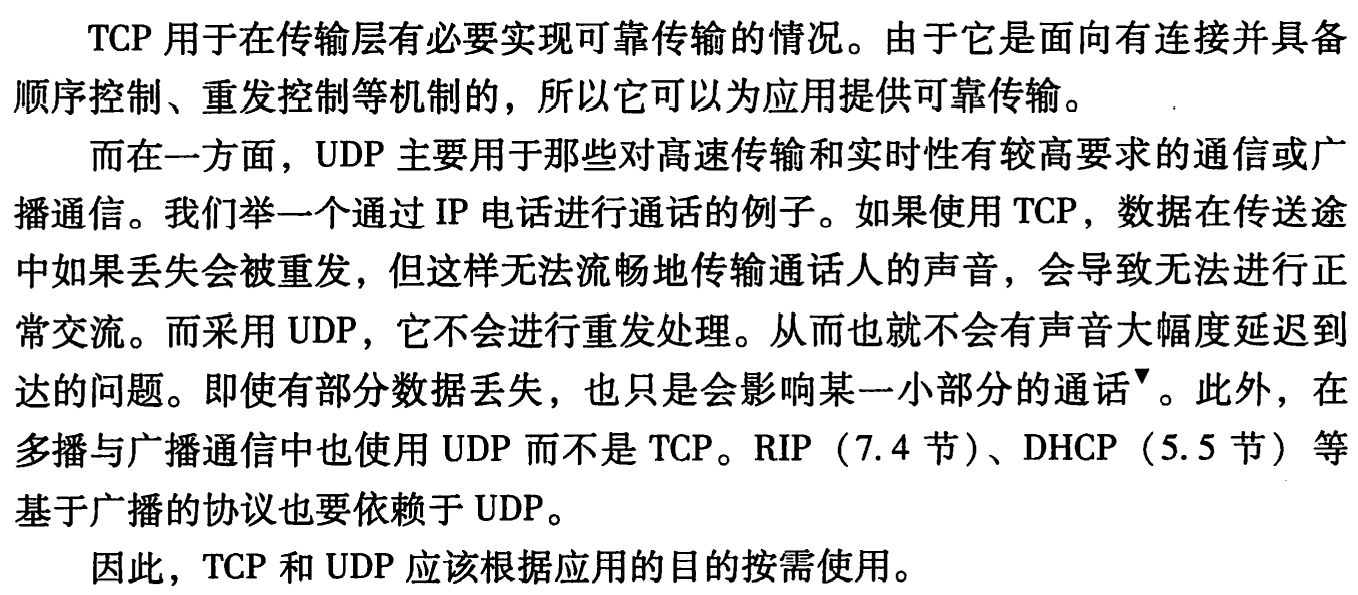 TCP 用于在传输层有必要实现可靠传输的情况。由于它是面向有连接并具备
顺序控制、重发控制等机制的，所以它可以为应用提供可靠传输。
而在一方面，UDP 主要用于那些对高速传输和实时性有较高要求的通信或广
播通信。我们举一个通过 IP 电话进行通话的例子。如果使用 TCP，数据在传送途
中如果丢失会被重发，但这样无法流畅地传输通话人的声音，会导致无法进行正
常交流。而采用 UDP，它不会进行重发处理。从而也就不会有声音大幅度延迟到
达的问题。即使有部分数据丢失，也只是会影响某一小部分的通话▼。此外，在
多播与广播通信中也使用 UDP 而不是 TCP。RIP（7.4 节）、DHCP（5.5 节）等
基于广播的协议也要依赖于 UDP。
因此，TCP 和 UDP 应该根据应用的目的按需使用。